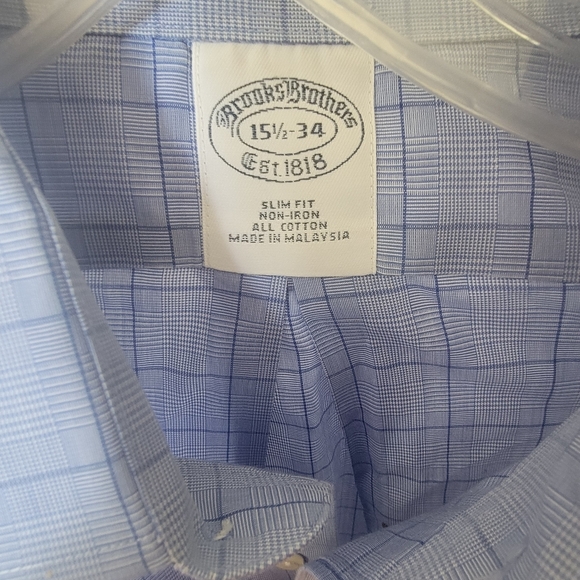 Brooks Brothers
15½-34
Est. 1818
SLIM FIT
NON-IRON
ALL COTTON
MADE IN MALAYSIA